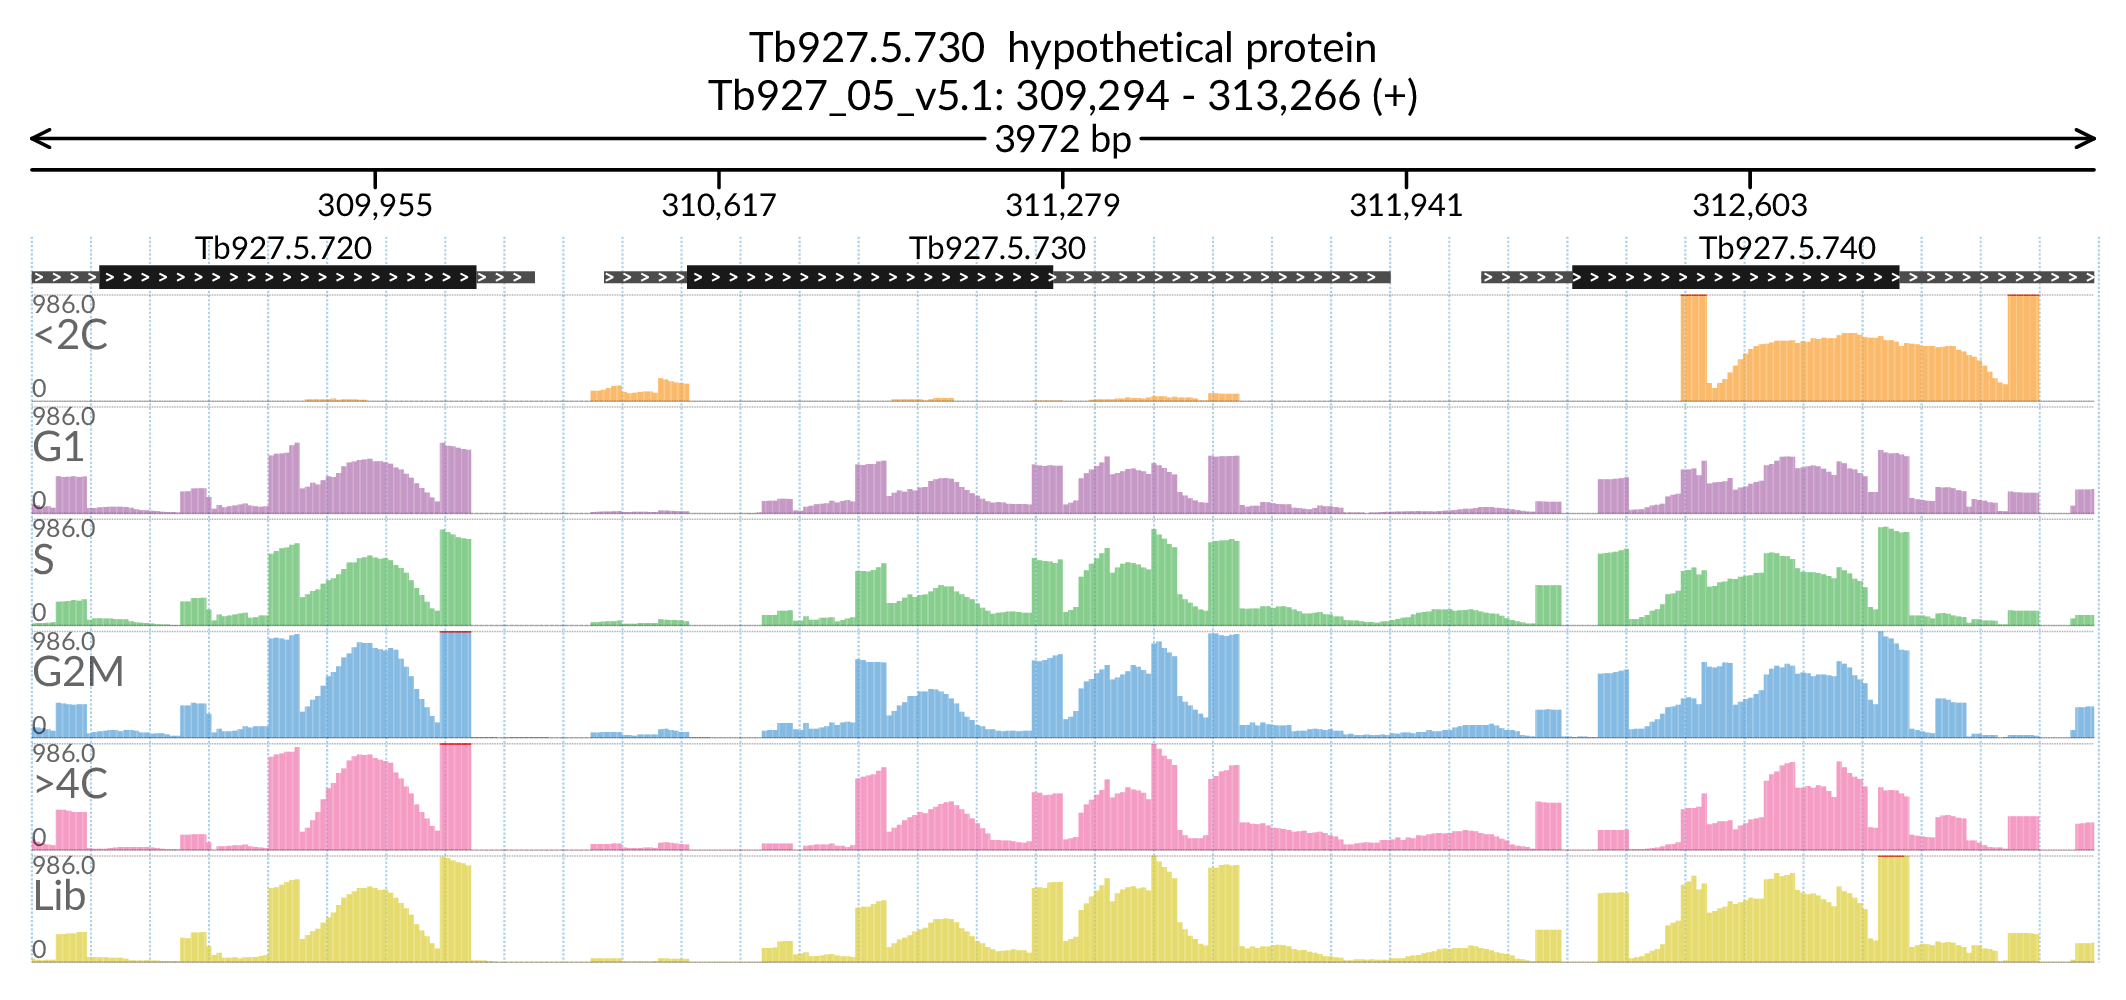 Tb927.5.730 hypothetical protein
Tb927_05_v5.1: 309,294 - 313,266 (+)
3972 bp
309,955 310,617 311,279 311,941 312,603
Tb927.5.720 Tb927.5.730 Tb927.5.740
986.0
<2C
0
986.0
G1
0
986.0
S
0
986.0
G2M
0
986.0
>4C
0
986.0
Lib
0